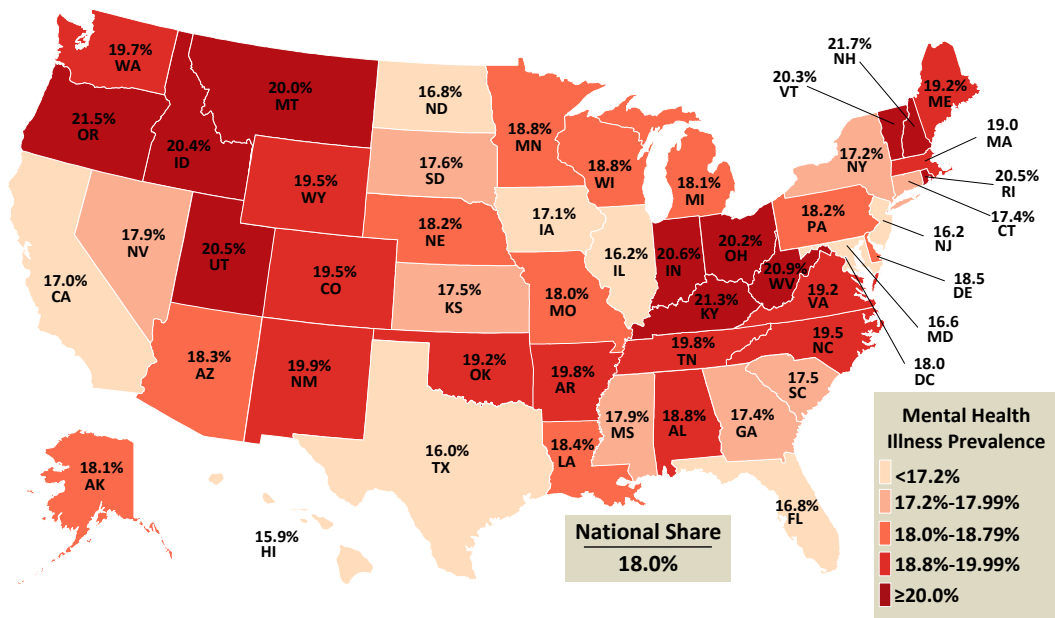 19.7%
WA
21.5%
OR
20.4%
ID
20.0%
MT
16.8%
ND
18.8%
MN
17.6%
SD
19.5%
WY
18.8%
WI
18.1%
MI
21.7%
NH
20.3%
VT
19.2%
ME
19.0
MA
17.2%
NY
20.5%
RI
17.4%
CT
18.2%
PA
16.2
NJ
18.5
DE
16.6
MD
18.0
DC
17.0%
CA
17.9%
NV
20.5%
UT
19.5%
CO
18.2%
NE
17.1%
IA
16.2%
IL
20.6%
IN
20.2%
OH
20.9%
WV
19.2
VA
21.3%
KY
17.5%
KS
18.0%
MO
19.8%
TN
19.5
NC
18.3%
AZ
19.9%
NM
19.2%
OK
19.8%
AR
17.5
SC
17.9%
MS
18.8%
AL
17.4%
GA
16.0%
TX
18.4%
LA
16.8%
FL
18.1%
AK
15.9%
HI
National Share
18.0%
Mental Health
Illness Prevalence
<17.2%
17.2%-17.99%
18.0%-18.79%
18.8%-19.99%
≥20.0%